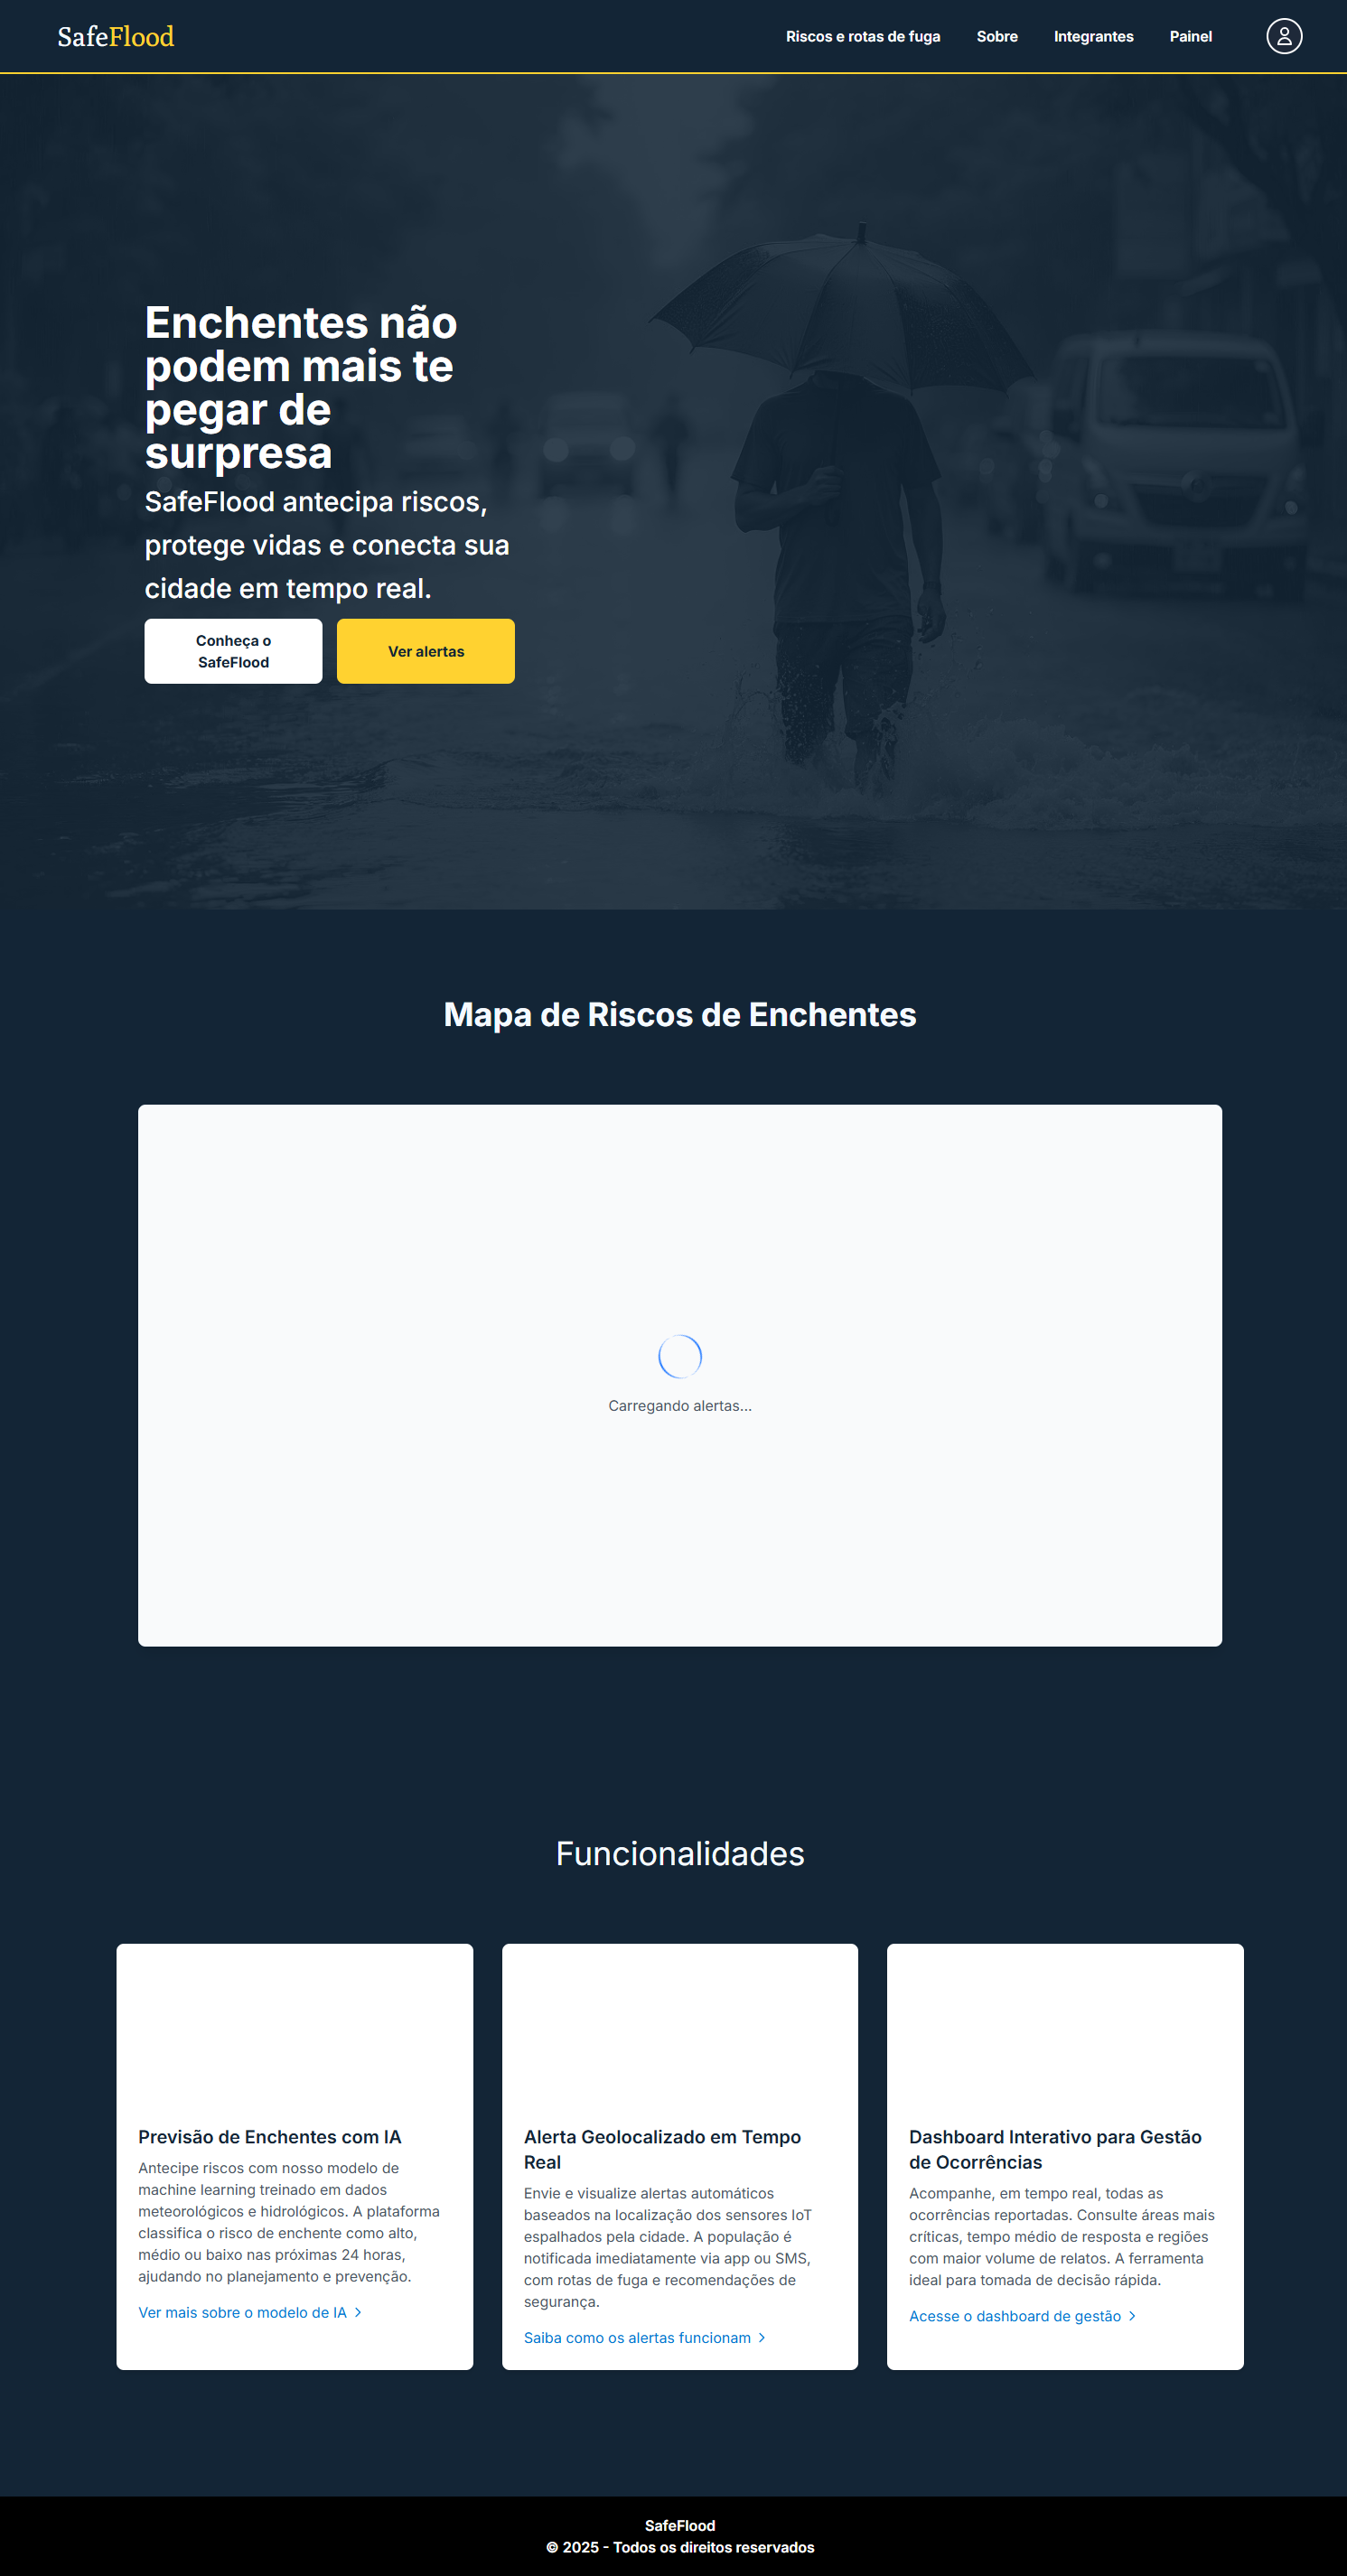 SafeFlood
Riscos e rotas de fuga
Sobre
Integrantes
Painel
Enchentes não
podem mais te
pegar de
surpresa
SafeFlood antecipa riscos,
protege vidas e conecta sua
cidade em tempo real.
Conheça o
SafeFlood
Ver alertas
Mapa de Riscos de Enchentes
Carregando alertas...
Funcionalidades
Previsão de Enchentes com IA
Antecipe riscos com nosso modelo de
machine learning treinado em dados
meteorológicos e hidrológicos. A plataforma
classifica o risco de enchente como alto,
médio ou baixo nas próximas 24 horas,
ajudando no planejamento e prevenção.
Ver mais sobre o modelo de IA
Alerta Geolocalizado em Tempo
Real
Envie e visualize alertas automáticos
baseados na localização dos sensores IoT
espalhados pela cidade. A população é
notificada imediatamente via app ou SMS,
com rotas de fuga e recomendações de
segurança.
Saiba como os alertas funcionam
Dashboard Interativo para Gestão
de Ocorrências
Acompanhe, em tempo real, todas as
ocorrências reportadas. Consulte áreas mais
críticas, tempo médio de resposta e regiões
com maior volume de relatos. A ferramenta
ideal para tomada de decisão rápida.
Acesse o dashboard de gestão
SafeFlood
© 2025 - Todos os direitos reservados